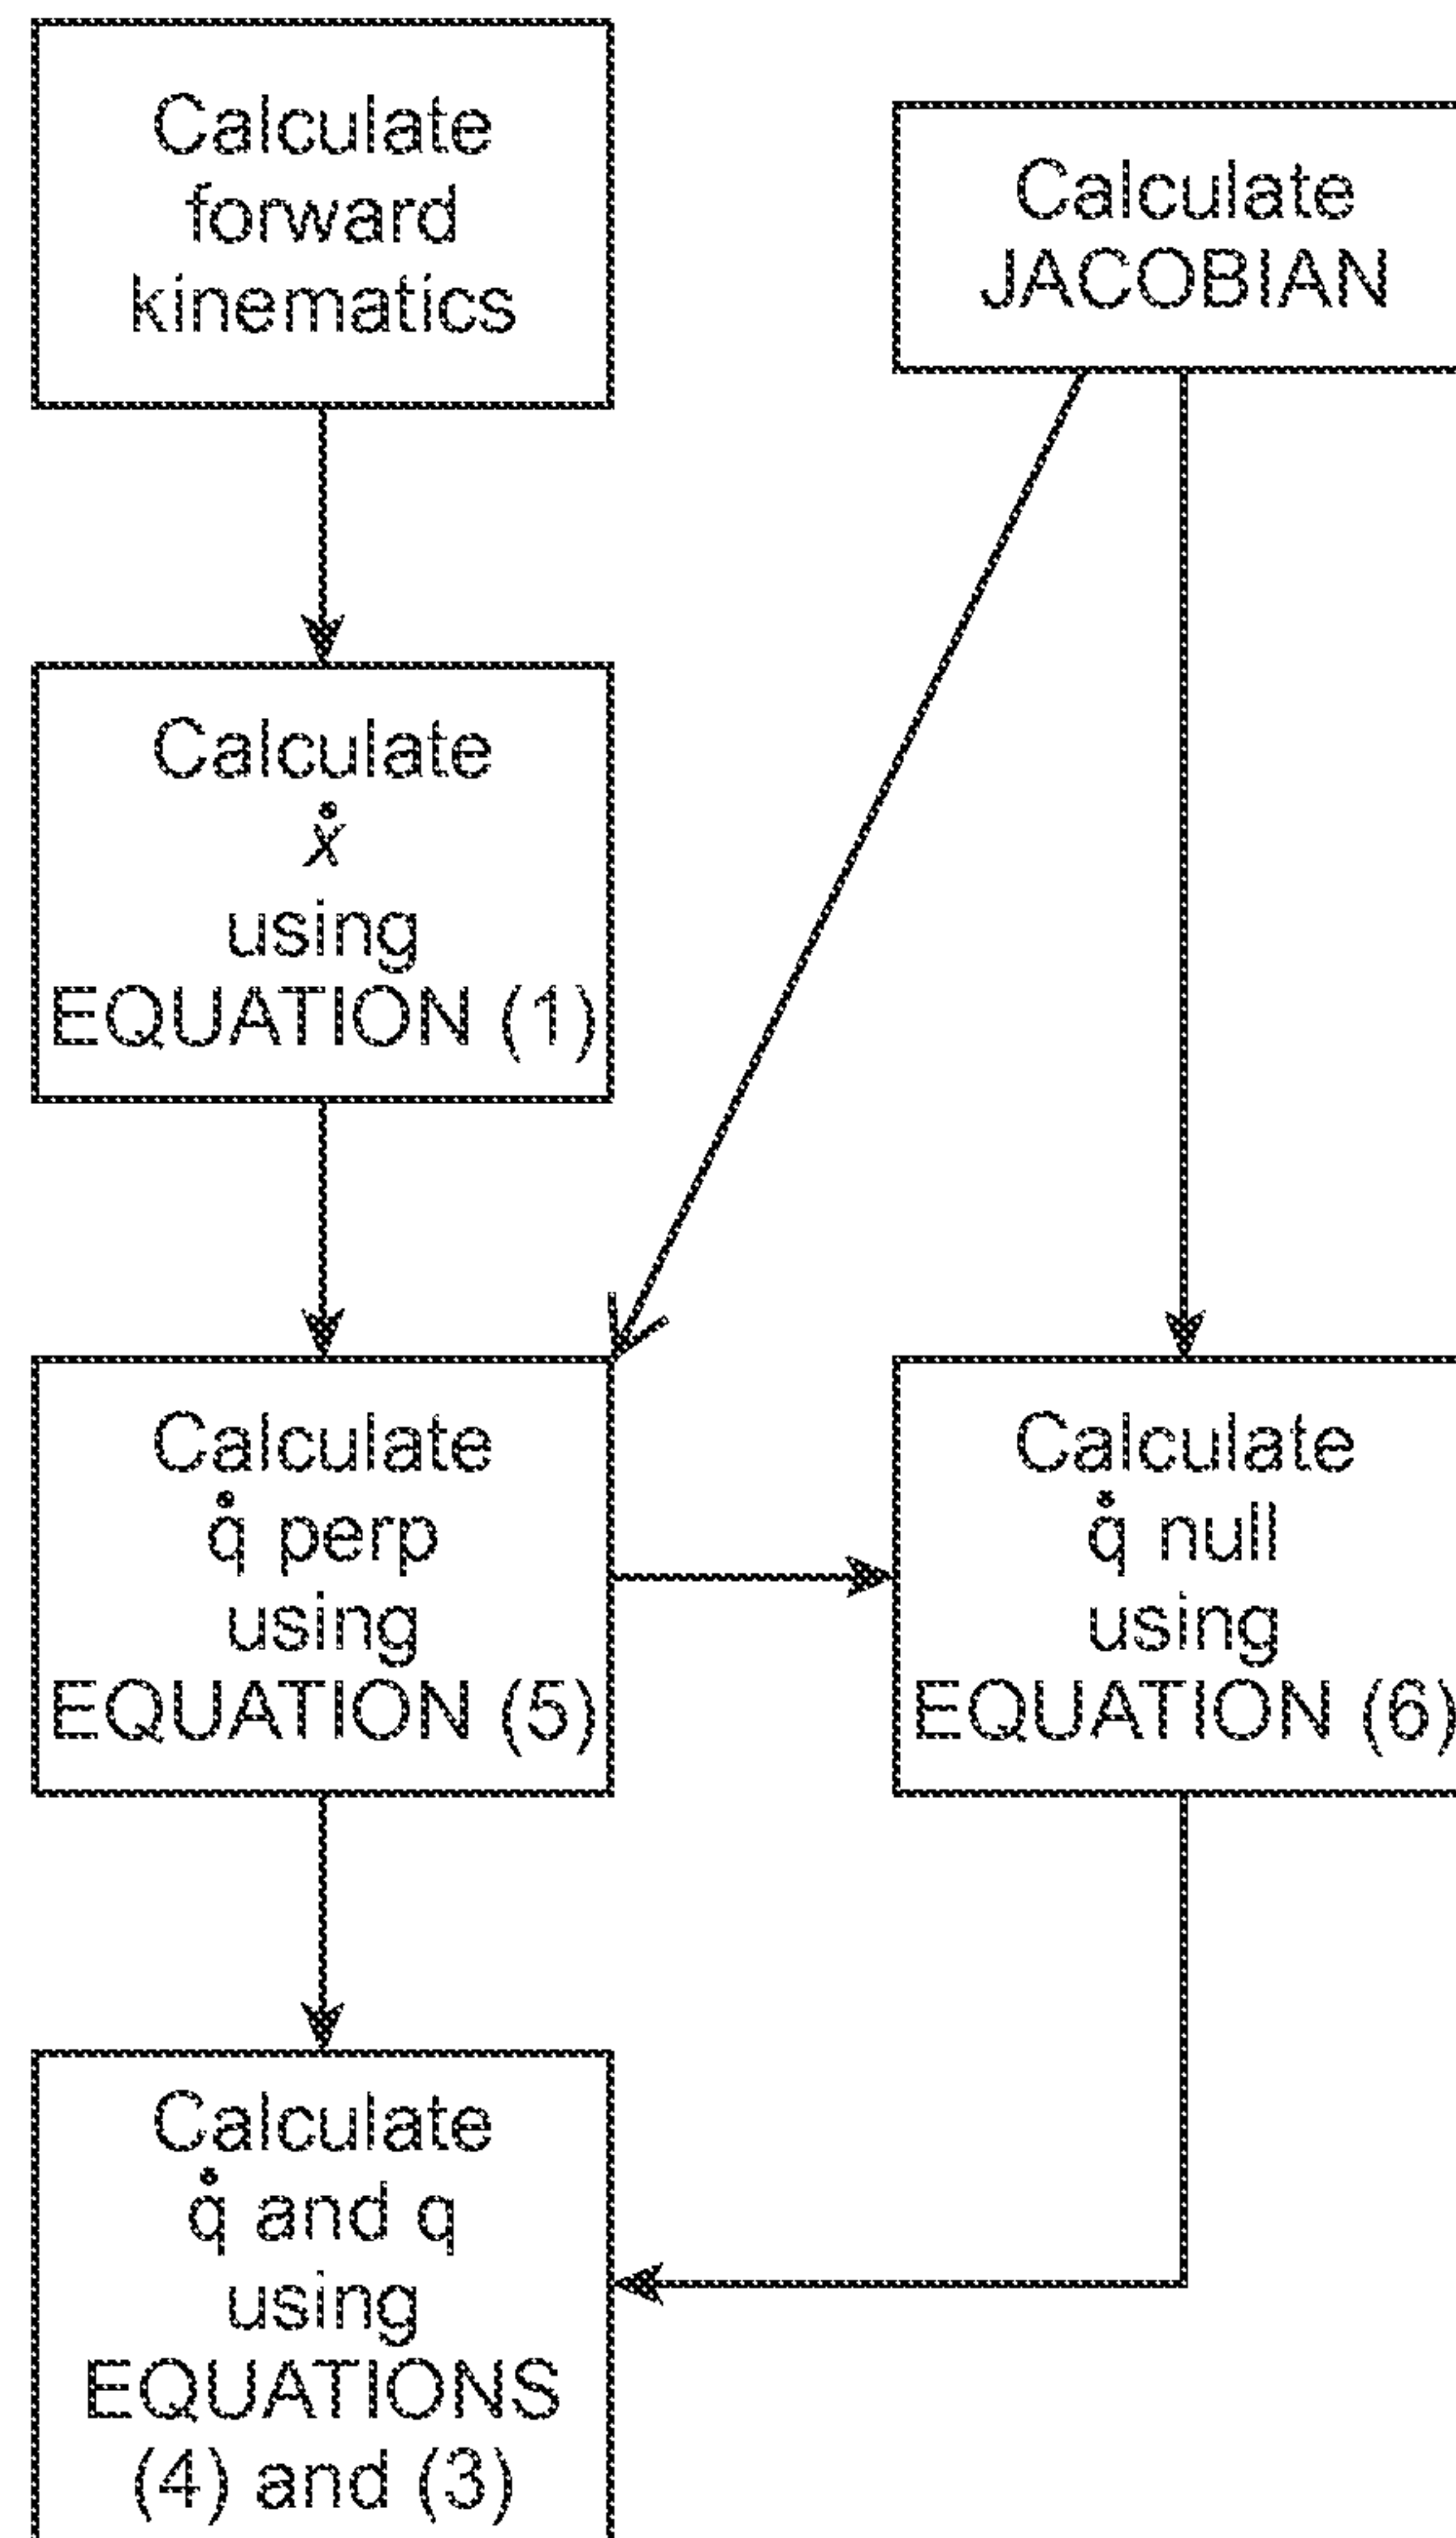 Calculate
forward
kinematics
Calculate
JACOBIAN
Calculate
ẋ
using
EQUATION (1)
Calculate
q̇ perp
using
EQUATION (5)
Calculate
q̇ null
using
EQUATION (6)
Calculate
q̇ and q
using
EQUATIONS
(4) and (3)